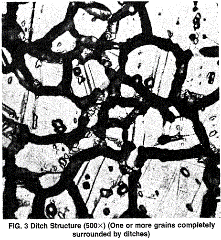 FIG. 3 Ditch Structure (500×) (One or more grains completely
surrounded by ditches)